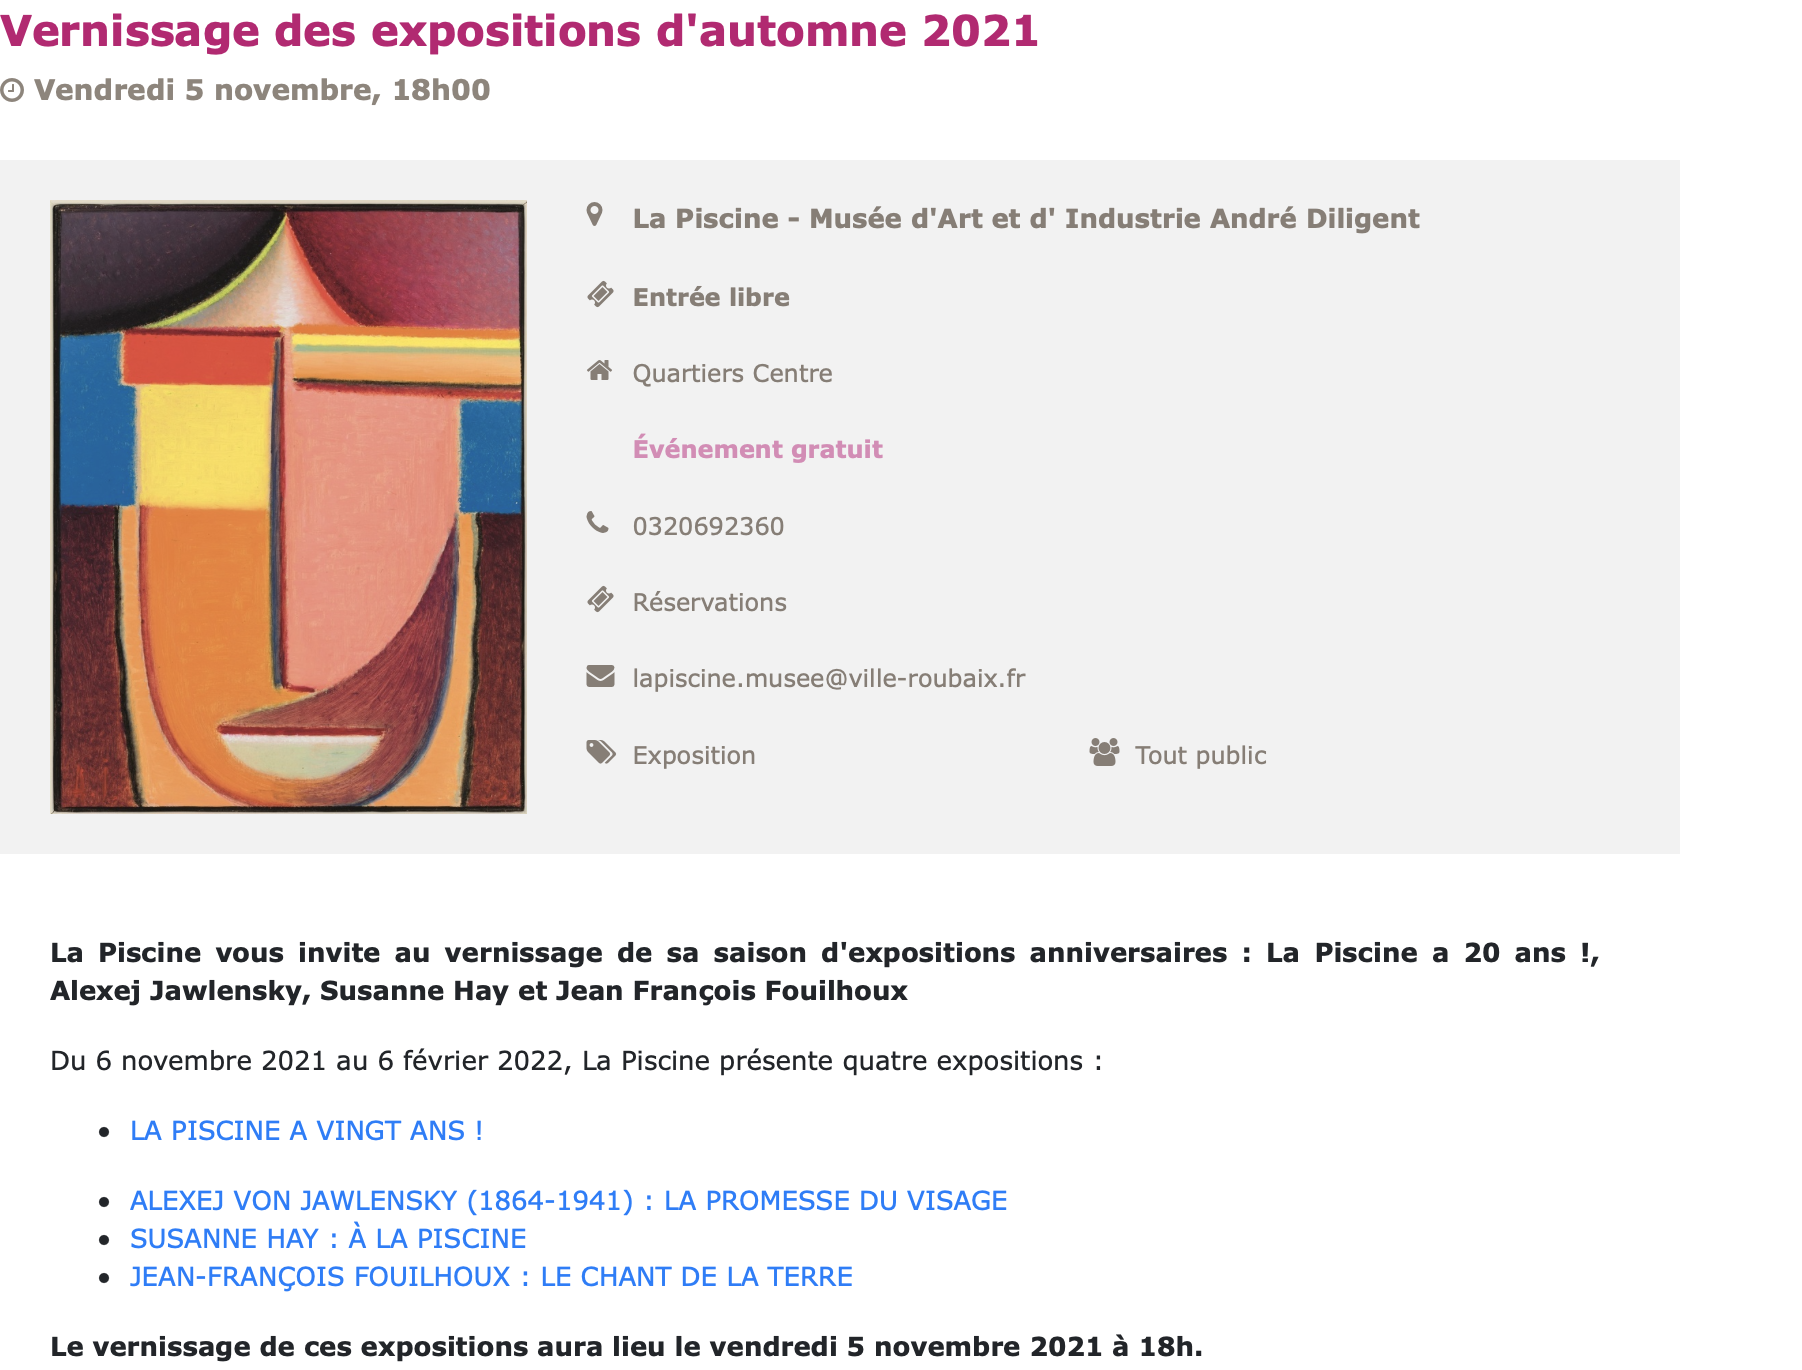 Vernissage des expositions d'automne 2021
Vendredi 5 novembre, 18h00
La Piscine - Musée d'Art et d' Industrie André Diligent
Entrée libre
Quartiers Centre
Événement gratuit
0320692360
Réservations
lapiscine.musee@ville-roubaix.fr
Exposition
Tout public
La Piscine vous invite au vernissage de sa saison d'expositions anniversaires : La Piscine a 20 ans !,
Alexej Jawlensky, Susanne Hay et Jean François Fouilhoux
Du 6 novembre 2021 au 6 février 2022, La Piscine présente quatre expositions :
LA PISCINE A VINGT ANS !
ALEXEJ VON JAWLENSKY (1864-1941) : LA PROMESSE DU VISAGE
SUSANNE HAY : À LA PISCINE
JEAN-FRANÇOIS FOUILHOUX : LE CHANT DE LA TERRE
Le vernissage de ces expositions aura lieu le vendredi 5 novembre 2021 à 18h.